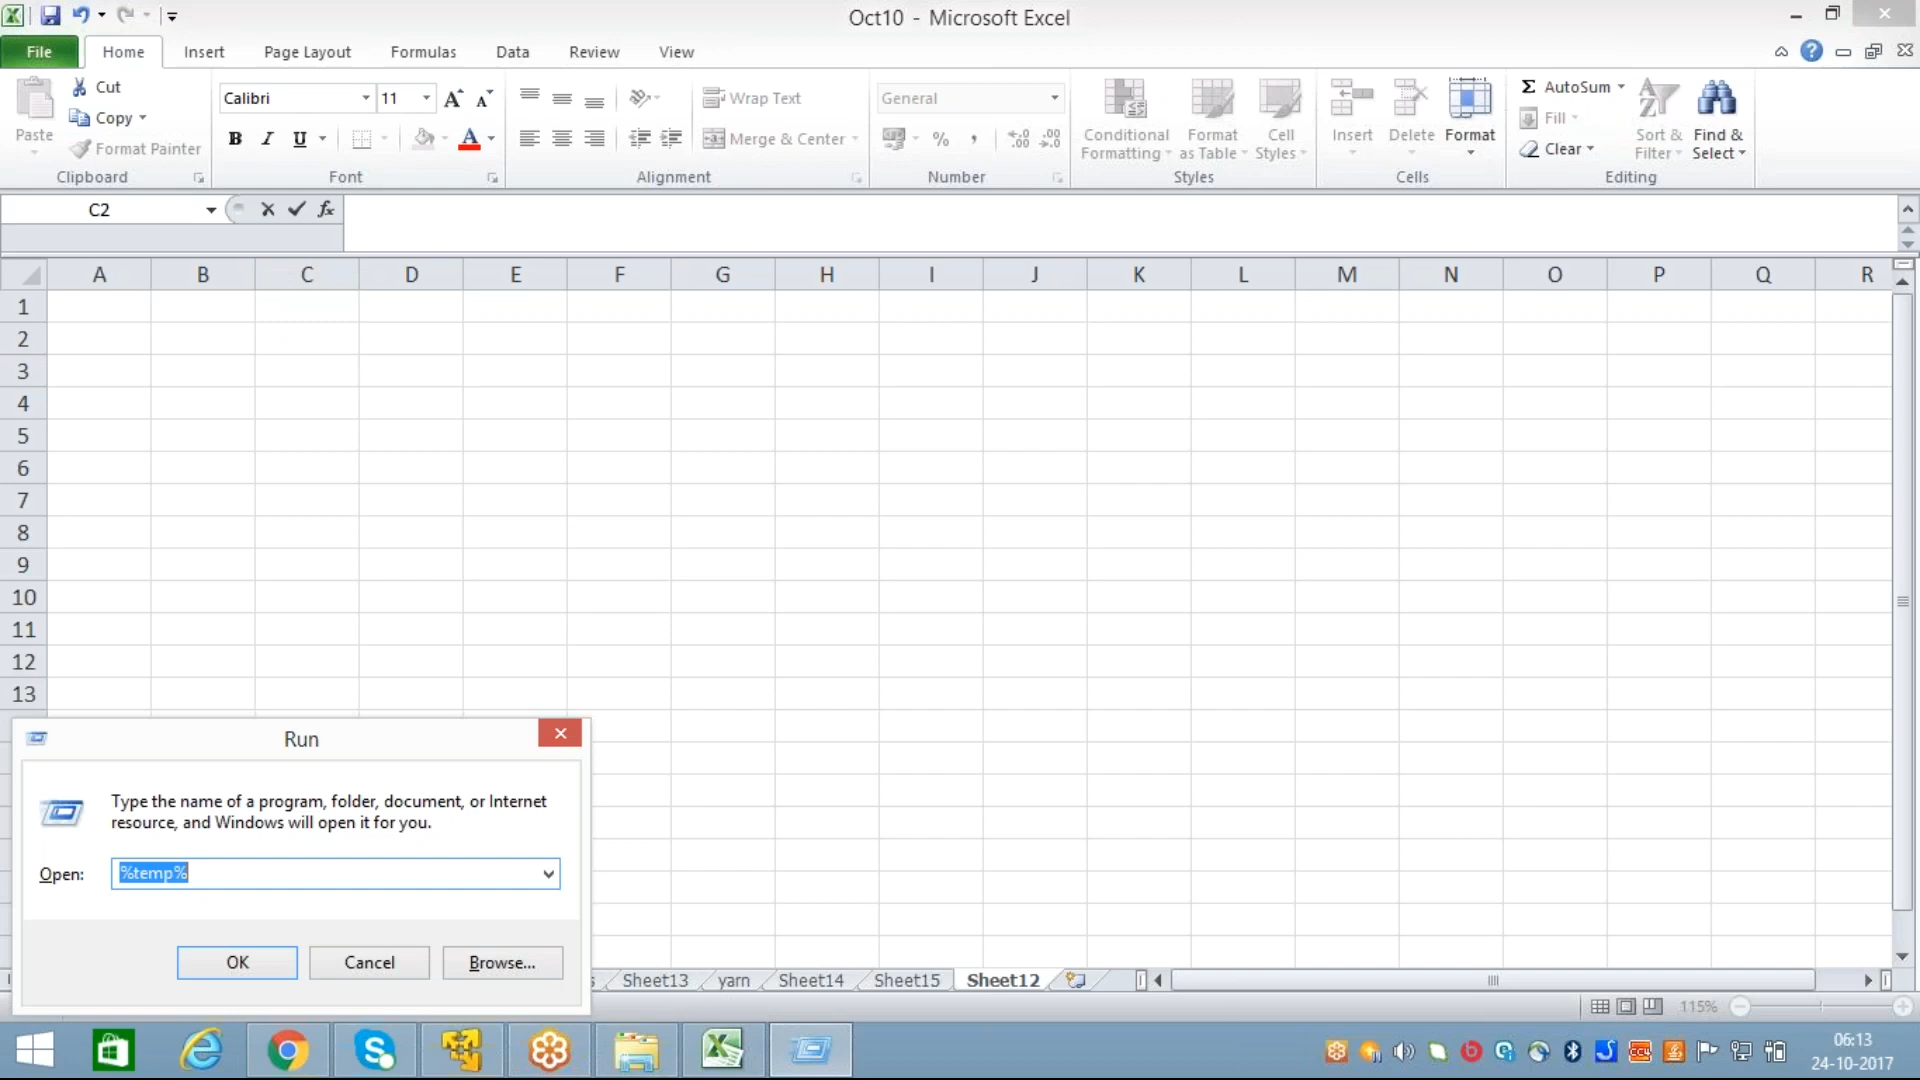 Oct10 - Microsoft Excel
File Home Insert Page Layout Formulas Data Review View
Paste
Cut
Copy
Format Painter
Clipboard
Calibri 11
B I U A
Font
Wrap Text
Merge & Center
Alignment
General
% ,
Number
Conditional Formatting
Format as Table
Cell Styles
Styles
Insert Delete Format
Cells
Σ AutoSum
Fill
Clear
Sort & Filter
Find & Select
Editing
C2 fx
A B C D E F G H I J K L M N O P Q R
1
2
3
4
5
6
7
8
9
10
11
12
13
Run
Type the name of a program, folder, document, or Internet
resource, and Windows will open it for you.
Open: %temp%
OK Cancel Browse...
s Sheet13 yarn Sheet14 Sheet15 Sheet12
115%
06:13
24-10-2017